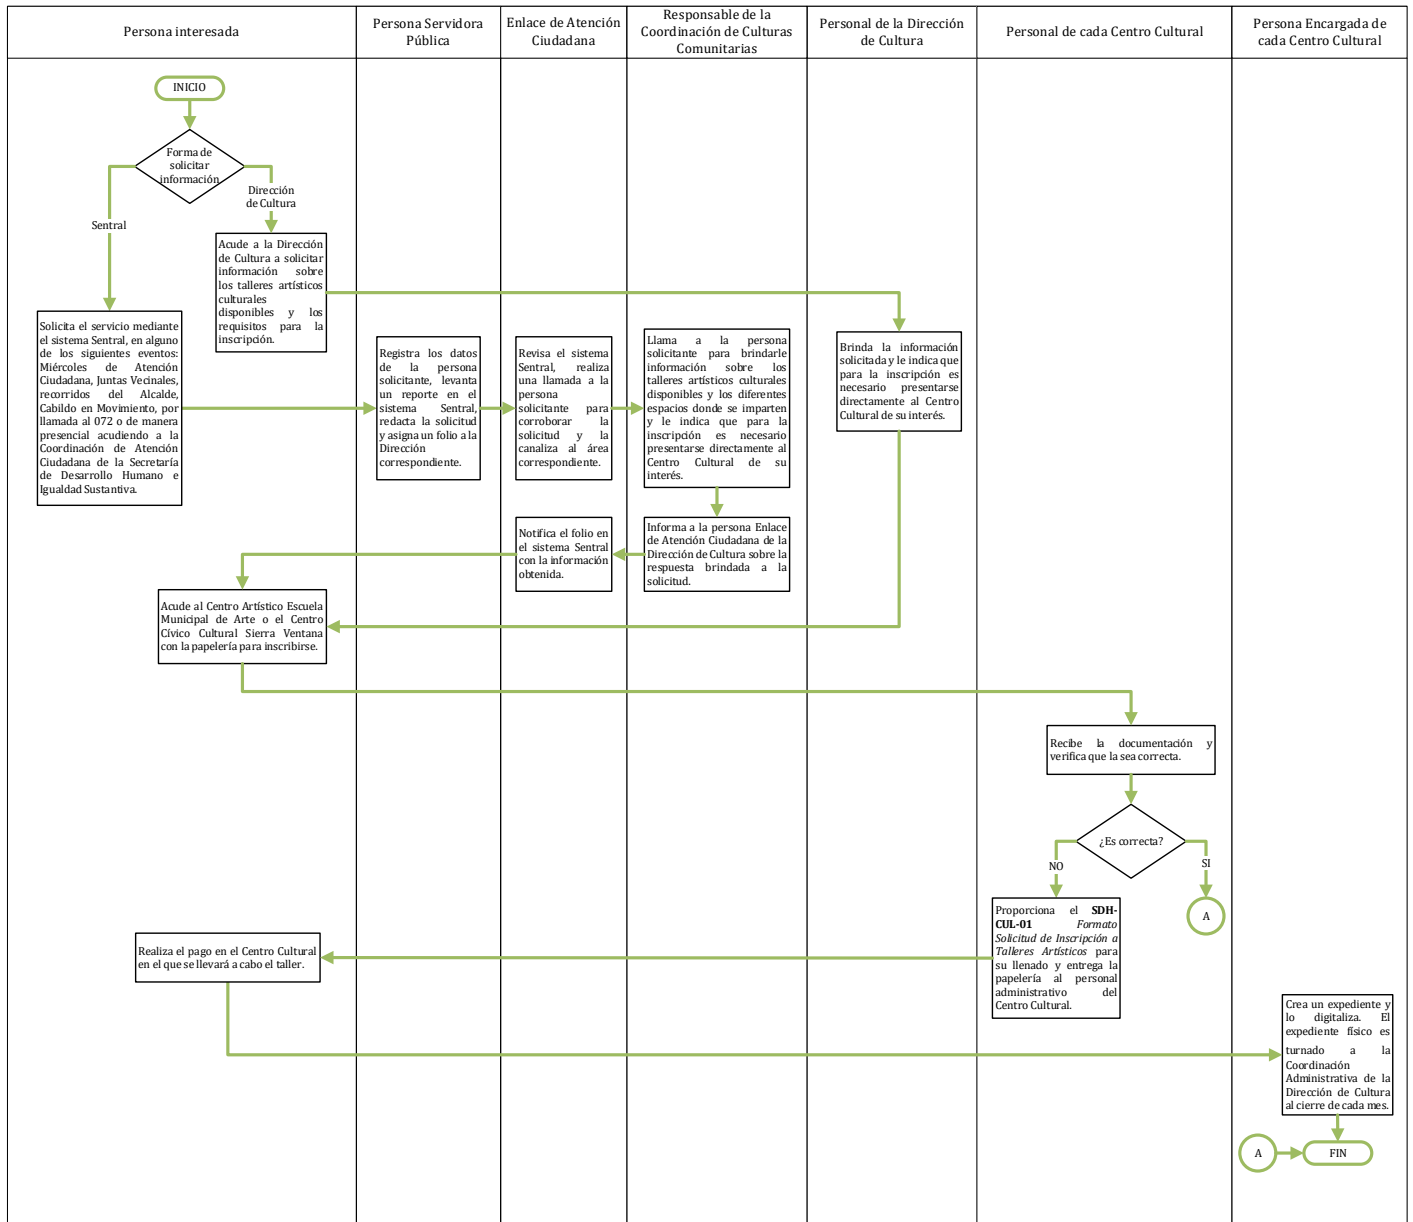 Persona interesada
Persona Servidora
Pública
Enlace de Atención
Ciudadana
Responsable de la
Coordinación de Culturas
Comunitarias
Personal de la Dirección
de Cultura
Personal de cada Centro Cultural
Persona Encargada de
cada Centro Cultural
INICIO
Forma de
solicitar
información
Dirección
de Cultura
Sentral
Acude a la Dirección
de Cultura a solicitar
información sobre
los talleres artísticos
culturales
disponibles y los
requisitos para la
inscripción.
Solicita el servicio mediante
el sistema Sentral, en alguno
de los siguientes eventos:
Miércoles de Atención
Ciudadana, Juntas Vecinales,
recorridos del Alcalde,
Cabildo en Movimiento, por
llamada al 072 o de manera
presencial acudiendo a la
Coordinación de Atención
Ciudadana de la Secretaría
de Desarrollo Humano e
Igualdad Sustantiva.
Registra los datos
de la persona
solicitante, levanta
un reporte en el
sistema Sentral,
redacta la solicitud
y asigna un folio a la
Dirección
correspondiente.
Revisa el sistema
Sentral, realiza
una llamada a la
persona
solicitante para
corroborar la
solicitud y la
canaliza al área
correspondiente.
Llama a la persona
solicitante para brindarle
información sobre los
talleres artísticos culturales
disponibles y los diferentes
espacios donde se imparten
y le indica que para la
inscripción es necesario
presentarse directamente al
Centro Cultural de su
interés.
Brinda la información
solicitada y le indica que
para la inscripción es
necesario presentarse
directamente al Centro
Cultural de su interés.
Informa a la persona Enlace
de Atención Ciudadana de la
Dirección de Cultura sobre la
respuesta brindada a la
solicitud.
Notifica el folio en
el sistema Sentral
con la información
obtenida.
Acude al Centro Artístico Escuela
Municipal de Arte o el Centro
Cívico Cultural Sierra Ventana
con la papelería para inscribirse.
Recibe la documentación y
verifica que la sea correcta.
¿Es correcta?
NO
SI
A
Proporciona el SDH-
CUL-01 Formato
Solicitud de Inscripción a
Talleres Artísticos para
su llenado y entrega la
papelería al personal
administrativo del
Centro Cultural.
Realiza el pago en el Centro Cultural
en el que se llevará a cabo el taller.
Crea un expediente y
lo digitaliza. El
expediente físico es
turnado a la
Coordinación
Administrativa de la
Dirección de Cultura
al cierre de cada mes.
A
FIN